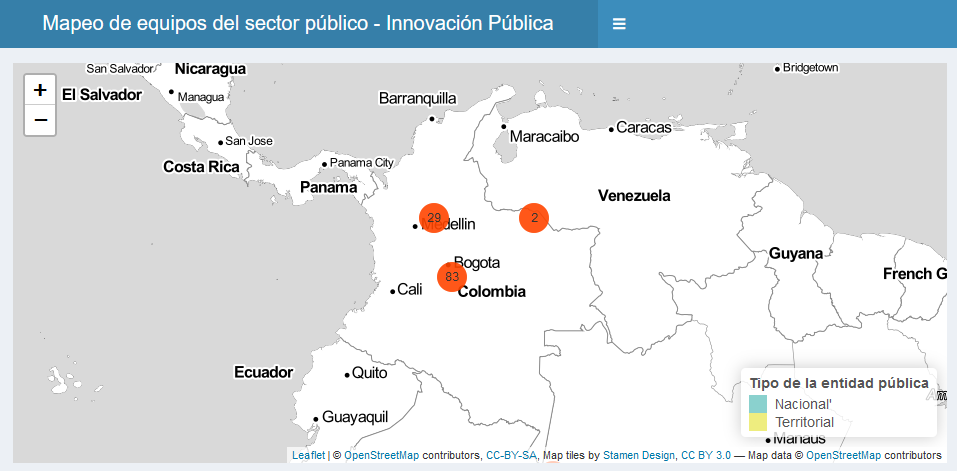 Mapeo de equipos del sector público - Innovación Pública
+
−
San Salvador
Nicaragua
El Salvador
Managua
Bridgetown
Barranquilla
Maracaibo
Caracas
San Jose
Costa Rica
Panama City
Panama
Venezuela
29
2
Medellin
Guyana
Bogota
83
Cali
Colombia
French G
Ecuador
Quito
Guayaquil
Tipo de la entidad pública
Nacional'
Territorial
Am
Manaus
Leaflet | © OpenStreetMap contributors, CC-BY-SA, Map tiles by Stamen Design, CC BY 3.0 — Map data © OpenStreetMap contributors